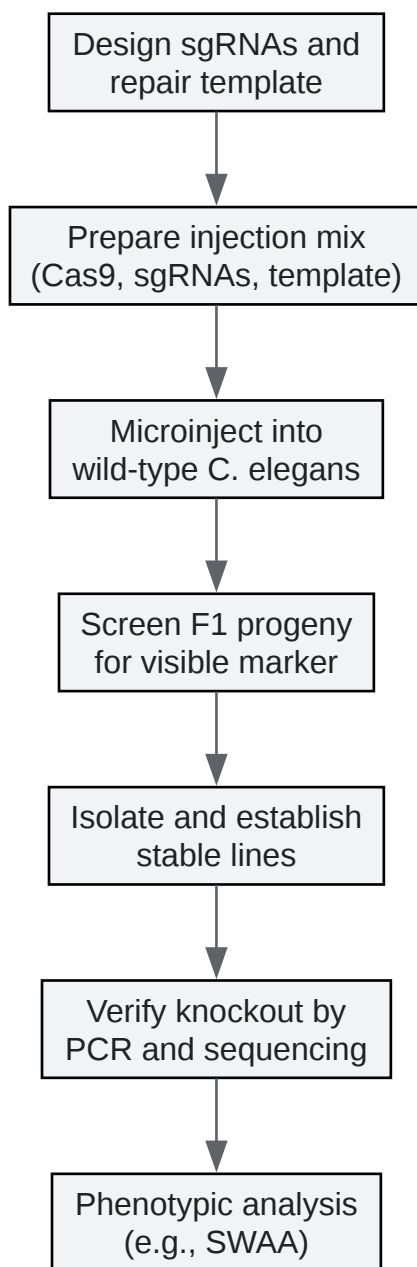 Design sgRNAs and
repair template
Prepare injection mix
(Cas9, sgRNAs, template)
Microinject into
wild-type C. elegans
Screen F1 progeny
for visible marker
Isolate and establish
stable lines
Verify knockout by
PCR and sequencing
Phenotypic analysis
(e.g., SWAA)